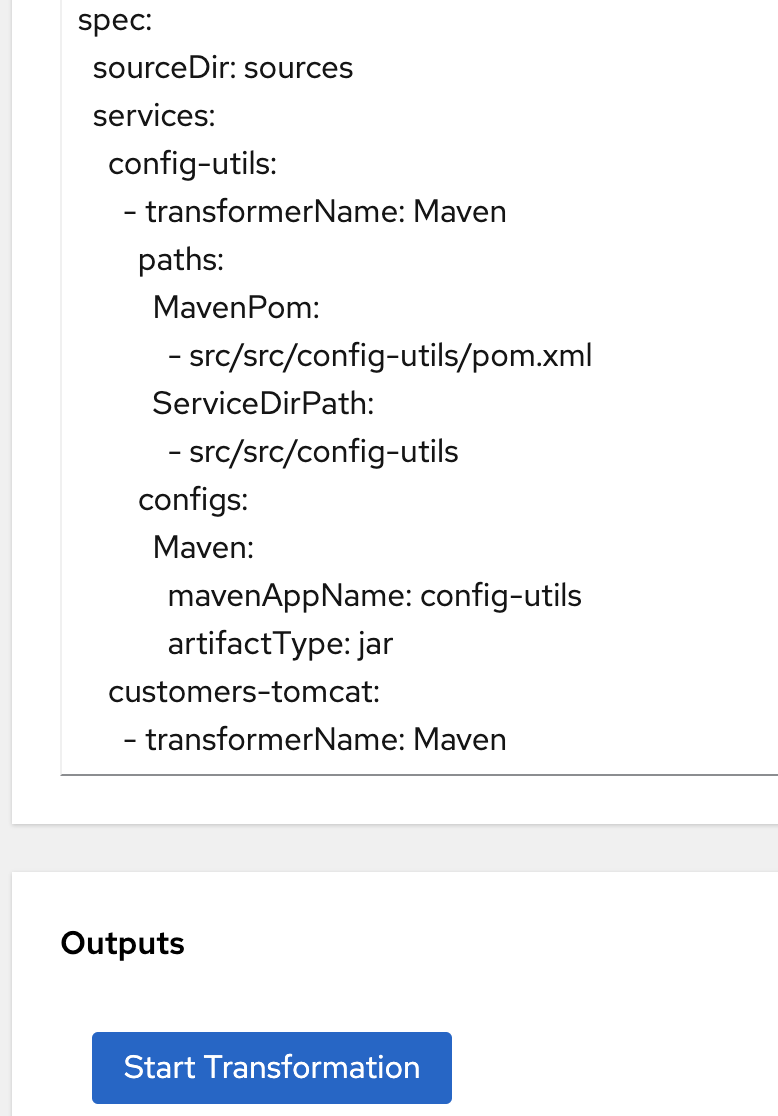 spec:
sourceDir: sources
services:
config-utils:
- transformerName: Maven
paths:
MavenPom:
- src/src/config-utils/pom.xml
ServiceDirPath:
- src/src/config-utils
configs:
Maven:
mavenAppName: config-utils
artifactType: jar
customers-tomcat:
- transformerName: Maven
Outputs
Start Transformation